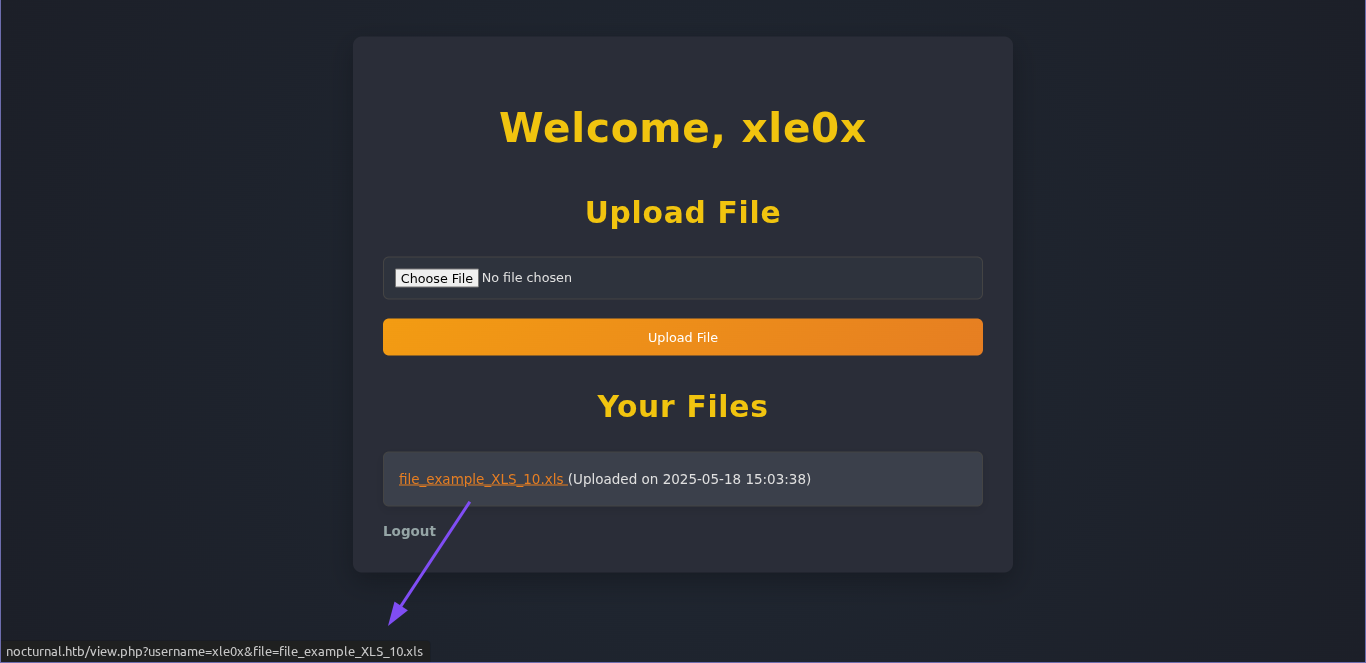 Welcome, xle0x
Upload File
Choose File No file chosen
Upload File
Your Files
file_example_XLS_10.xls (Uploaded on 2025-05-18 15:03:38)
Logout
nocturnal.htb/view.php?username=xle0x&file=file_example_XLS_10.xls